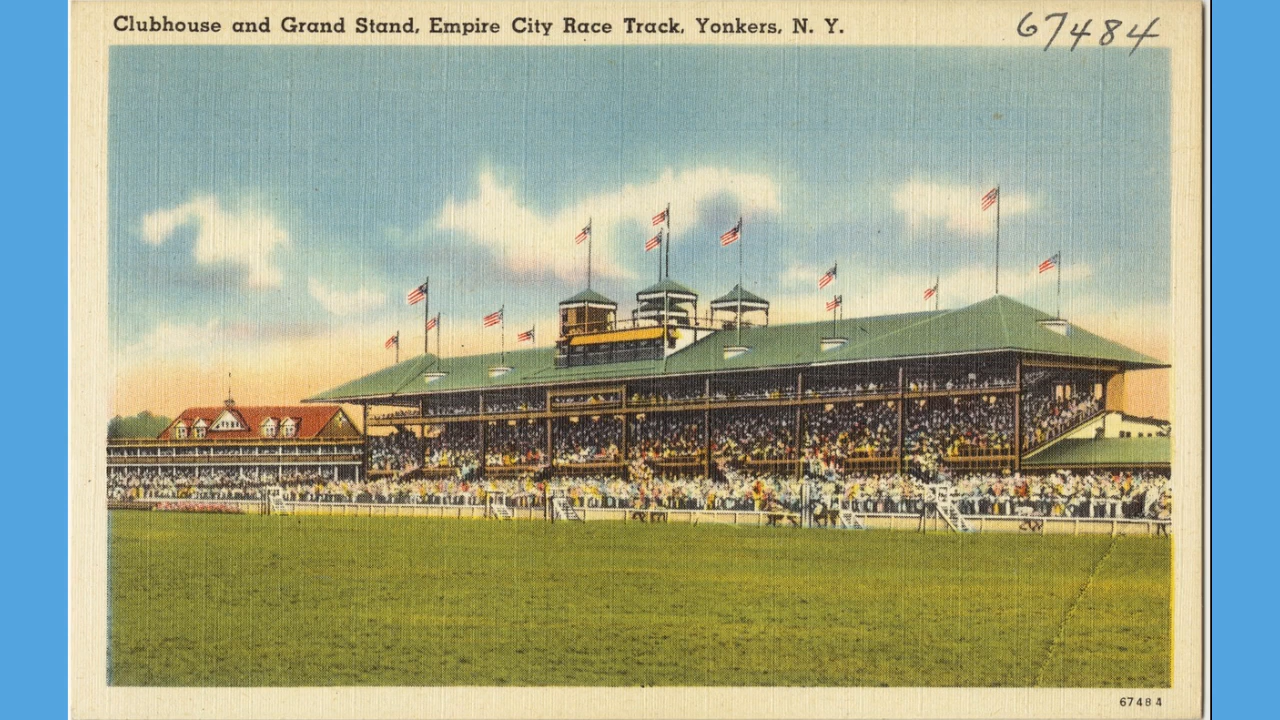 Clubhouse and Grand Stand, Empire City Race Track, Yonkers, N. Y.
67484
67484